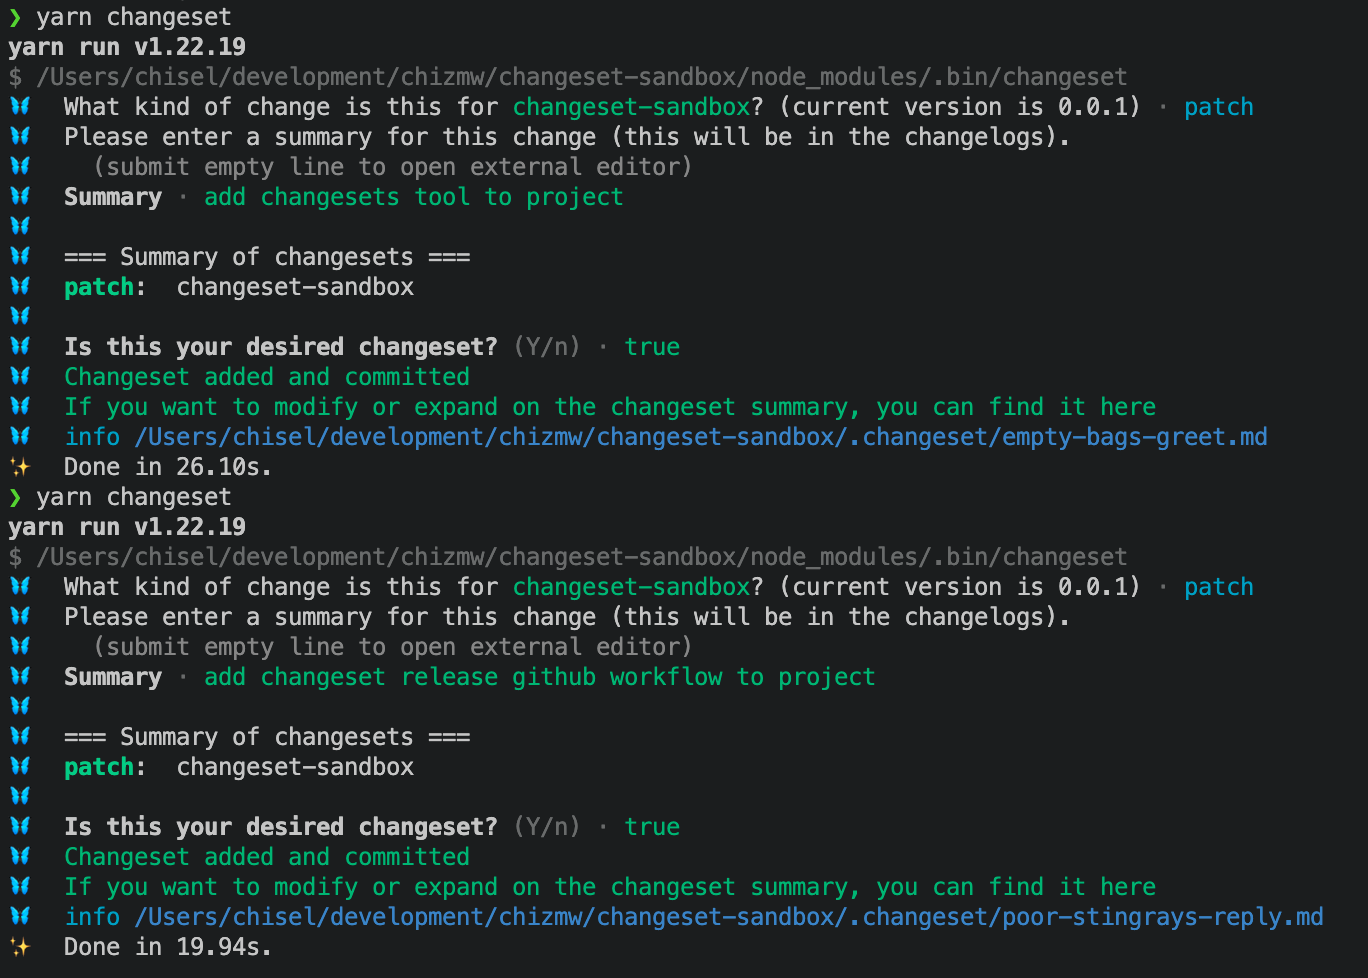 ❯ yarn changeset
yarn run v1.22.19
$ /Users/chisel/development/chizmw/changeset-sandbox/node_modules/.bin/changeset
🦋  What kind of change is this for changeset-sandbox? (current version is 0.0.1) · patch
🦋  Please enter a summary for this change (this will be in the changelogs).
🦋    (submit empty line to open external editor)
🦋  Summary · add changesets tool to project
🦋
🦋  === Summary of changesets ===
🦋  patch:  changeset-sandbox
🦋
🦋  Is this your desired changeset? (Y/n) · true
🦋  Changeset added and committed
🦋  If you want to modify or expand on the changeset summary, you can find it here
🦋  info /Users/chisel/development/chizmw/changeset-sandbox/.changeset/empty-bags-greet.md
✨  Done in 26.10s.
❯ yarn changeset
yarn run v1.22.19
$ /Users/chisel/development/chizmw/changeset-sandbox/node_modules/.bin/changeset
🦋  What kind of change is this for changeset-sandbox? (current version is 0.0.1) · patch
🦋  Please enter a summary for this change (this will be in the changelogs).
🦋    (submit empty line to open external editor)
🦋  Summary · add changeset release github workflow to project
🦋
🦋  === Summary of changesets ===
🦋  patch:  changeset-sandbox
🦋
🦋  Is this your desired changeset? (Y/n) · true
🦋  Changeset added and committed
🦋  If you want to modify or expand on the changeset summary, you can find it here
🦋  info /Users/chisel/development/chizmw/changeset-sandbox/.changeset/poor-stingrays-reply.md
✨  Done in 19.94s.